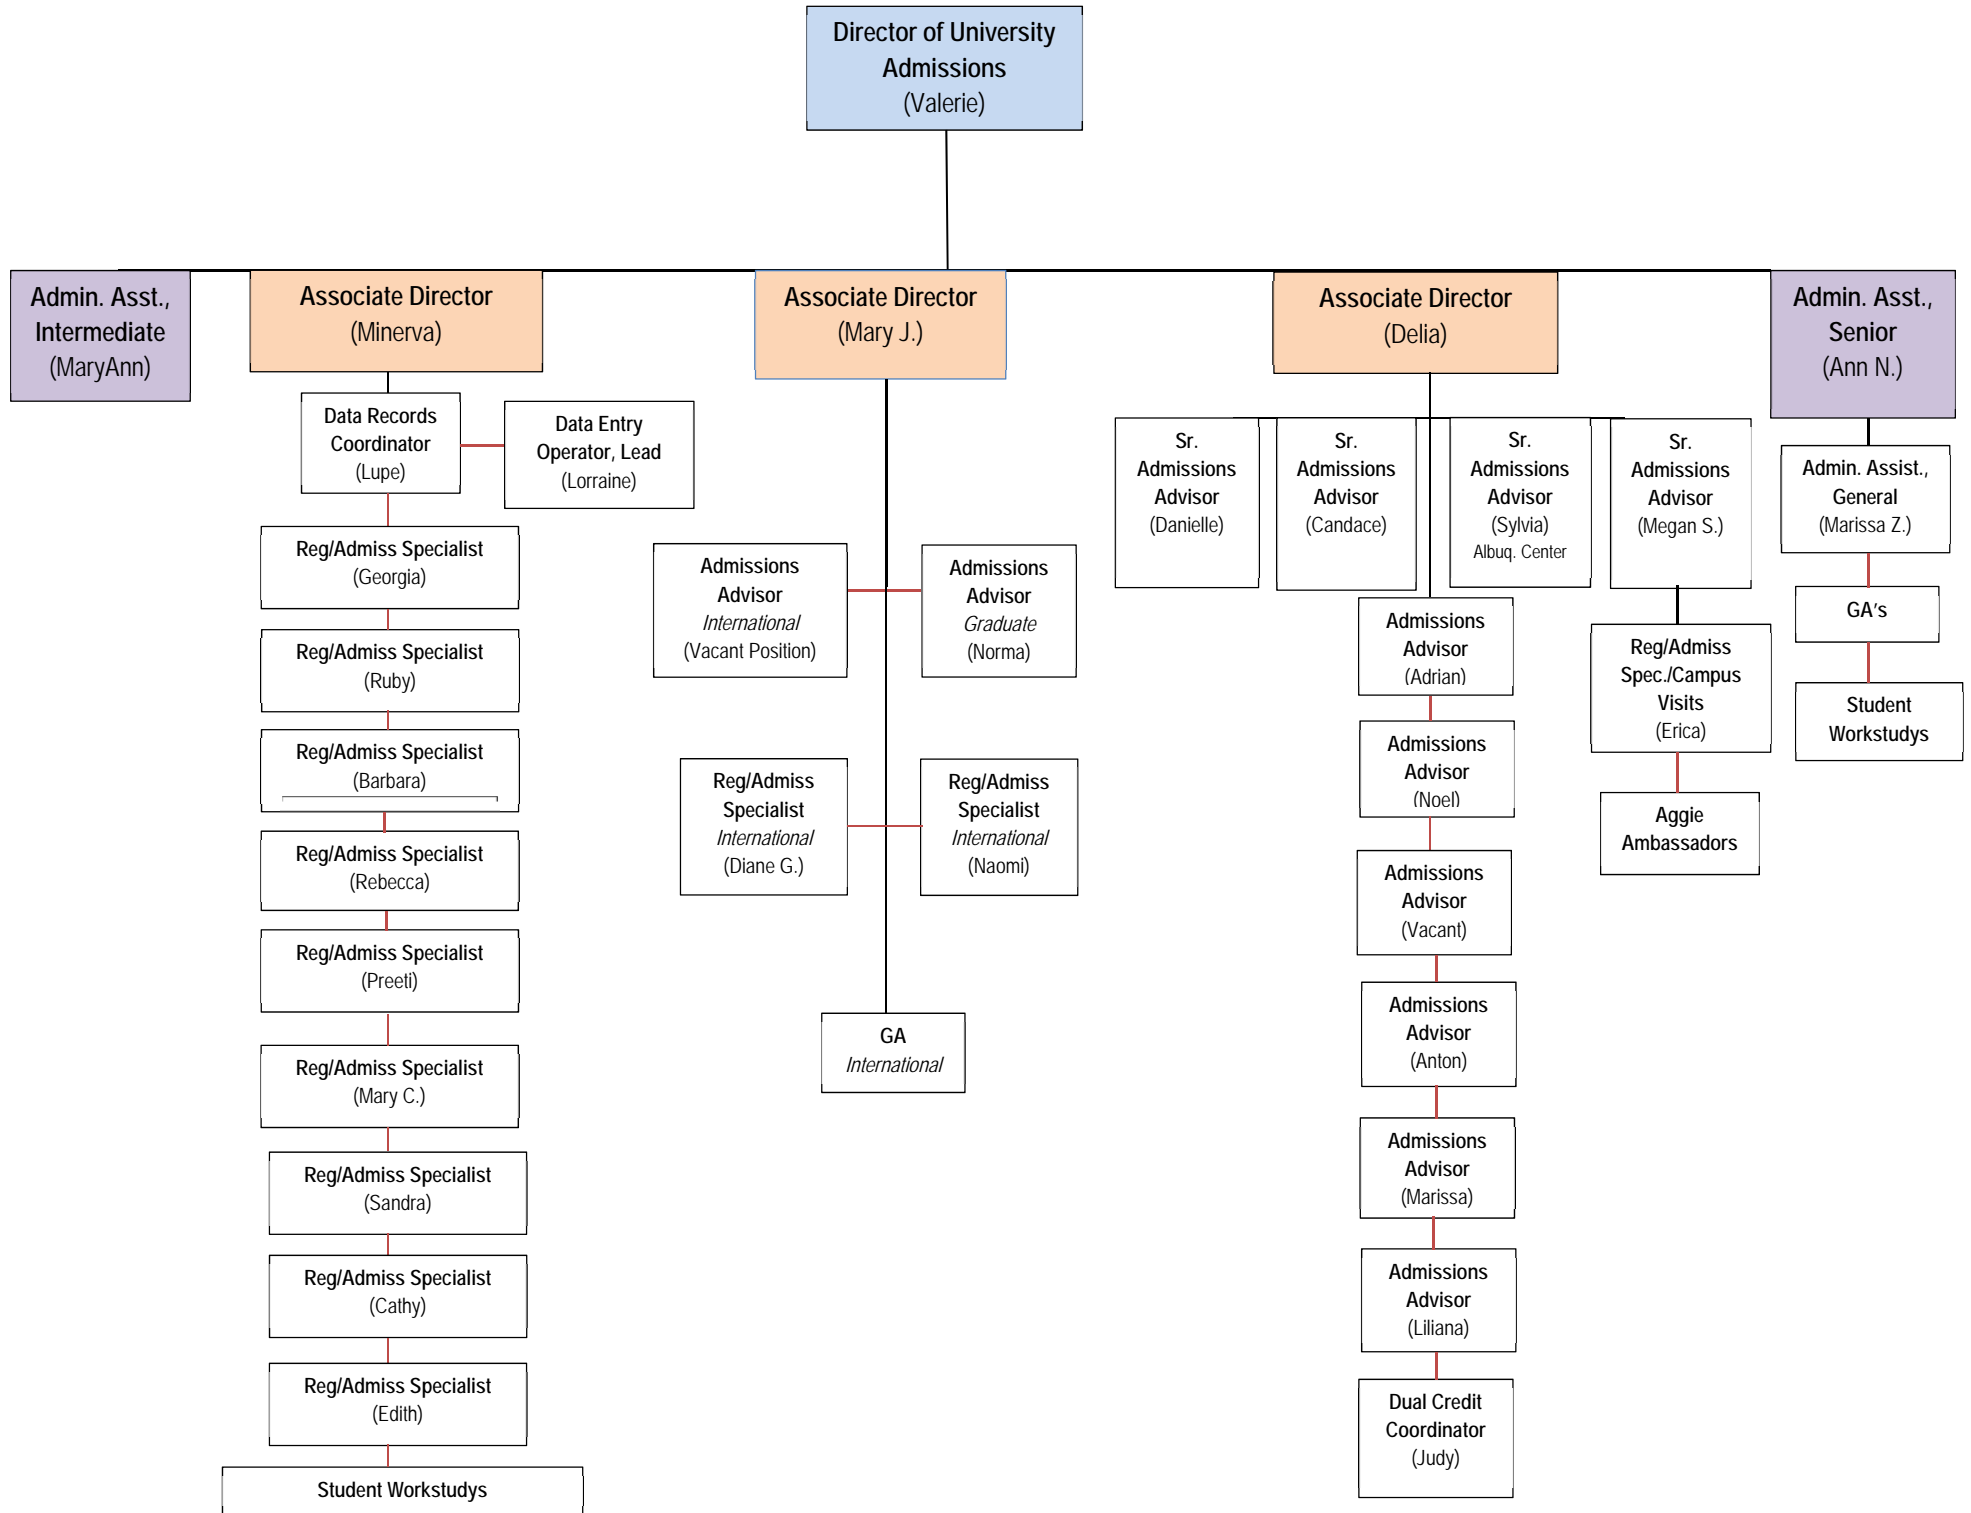 Director of University
Admissions
(Valerie)
Admin. Asst.,
Intermediate
(MaryAnn)
Associate Director
(Minerva)
Associate Director
(Mary J.)
Associate Director
(Delia)
Admin. Asst.,
Senior
(Ann N.)
Data Records
Coordinator
(Lupe)
Data Entry
Operator, Lead
(Lorraine)
Reg/Admiss Specialist
(Georgia)
Reg/Admiss Specialist
(Ruby)
Reg/Admiss Specialist
(Barbara)
Reg/Admiss Specialist
(Rebecca)
Reg/Admiss Specialist
(Preeti)
Reg/Admiss Specialist
(Mary C.)
Reg/Admiss Specialist
(Sandra)
Reg/Admiss Specialist
(Cathy)
Reg/Admiss Specialist
(Edith)
Student Workstudys
Admissions
Advisor
International
(Vacant Position)
Admissions
Advisor
Graduate
(Norma)
Reg/Admiss
Specialist
International
(Diane G.)
Reg/Admiss
Specialist
International
(Naomi)
GA
International
Sr.
Admissions
Advisor
(Danielle)
Sr.
Admissions
Advisor
(Candace)
Sr.
Admissions
Advisor
(Sylvia)
Albuq. Center
Sr.
Admissions
Advisor
(Megan S.)
Admissions
Advisor
(Adrian)
Admissions
Advisor
(Noel)
Admissions
Advisor
(Vacant)
Admissions
Advisor
(Anton)
Admissions
Advisor
(Marissa)
Admissions
Advisor
(Liliana)
Dual Credit
Coordinator
(Judy)
Reg/Admiss
Spec./Campus
Visits
(Erica)
Aggie
Ambassadors
Admin. Assist.,
General
(Marissa Z.)
GA's
Student
Workstudys